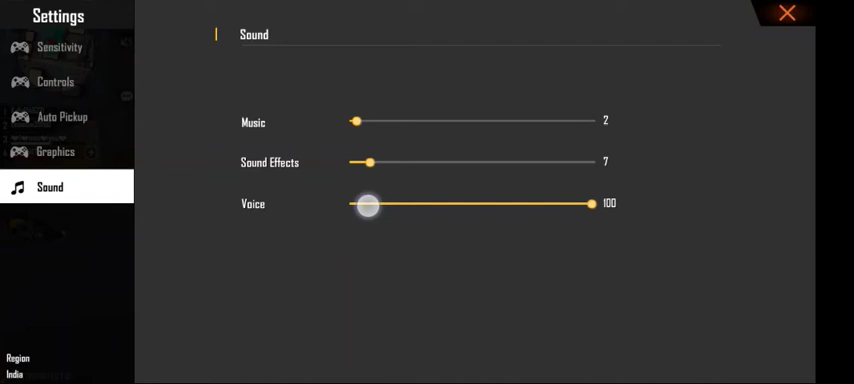 Settings
Sensitivity
Controls
Auto Pickup
Graphics
Sound
Region
India
Sound
Music 2
Sound Effects 7
Voice 100